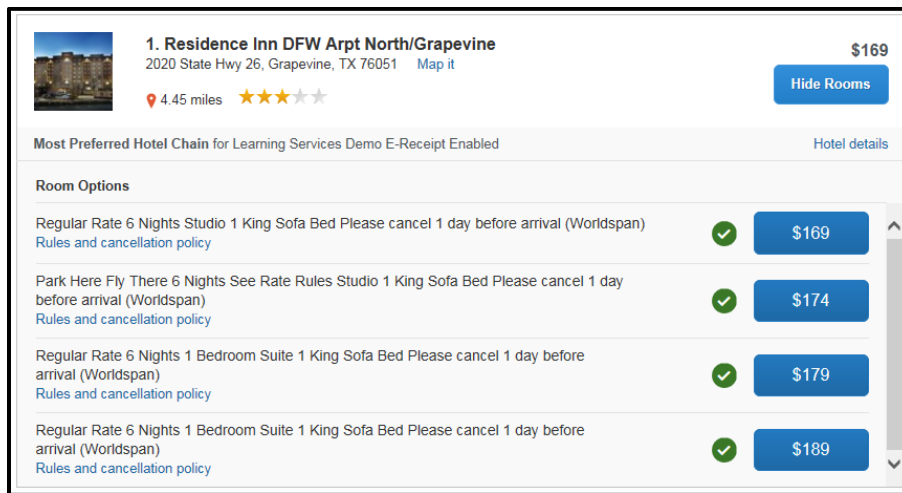 1. Residence Inn DFW Arpt North/Grapevine
$169
2020 State Hwy 26, Grapevine, TX 76051 Map it
Hide Rooms
4.45 miles
Most Preferred Hotel Chain for Learning Services Demo E-Receipt Enabled
Hotel details
Room Options
Regular Rate 6 Nights Studio 1 King Sofa Bed Please cancel 1 day before arrival (Worldspan)
Rules and cancellation policy
$169
Park Here Fly There 6 Nights See Rate Rules Studio 1 King Sofa Bed Please cancel 1 day
before arrival (Worldspan)
Rules and cancellation policy
$174
Regular Rate 6 Nights 1 Bedroom Suite 1 King Sofa Bed Please cancel 1 day before
arrival (Worldspan)
Rules and cancellation policy
$179
Regular Rate 6 Nights 1 Bedroom Suite 1 King Sofa Bed Please cancel 1 day before
arrival (Worldspan)
Rules and cancellation policy
$189